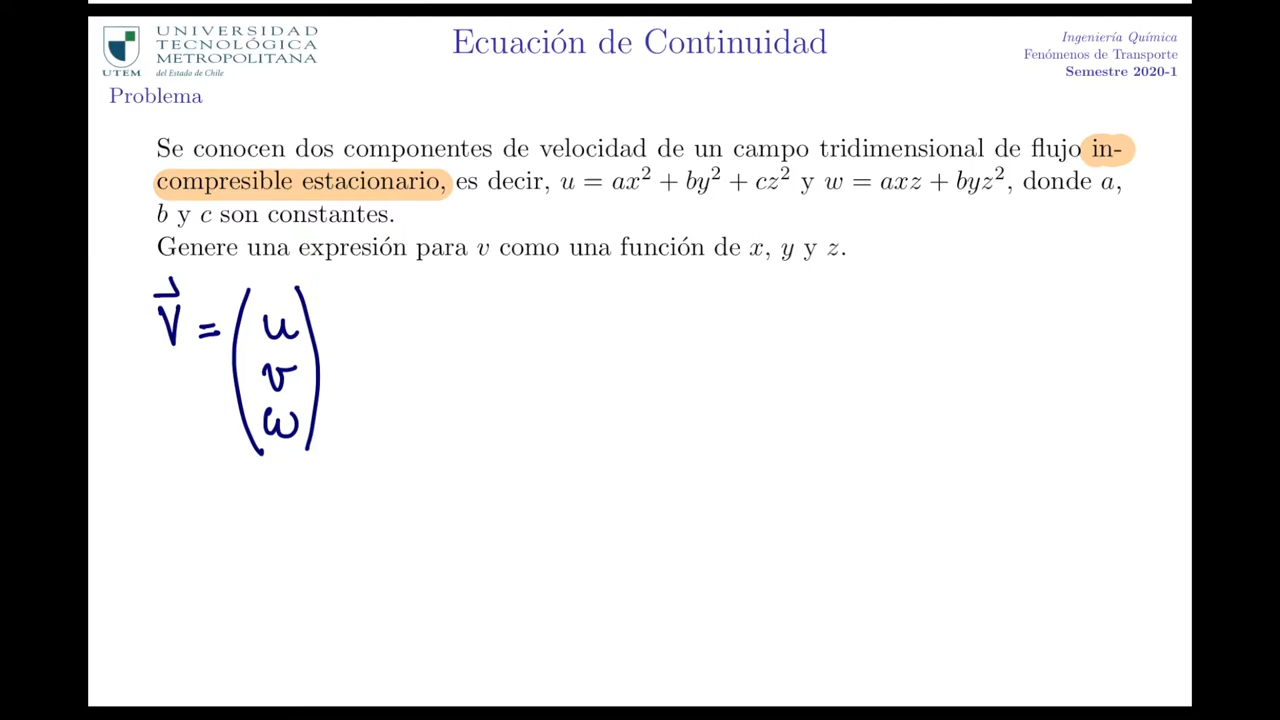 UNIVERSIDAD
TECNOLÓGICA
METROPOLITANA
del Estado de Chile
UTEM
Ecuación de Continuidad
Ingeniería Química
Fenómenos de Transporte
Semestre 2020-1
Problema
Se conocen dos componentes de velocidad de un campo tridimensional de flujo in-
compresible estacionario, es decir, u = ax² + by² + cz² y w = axz + byz², donde a,
b y c son constantes.
Genere una expresión para v como una función de x, y y z.
V⃗ = ( u
v
w )